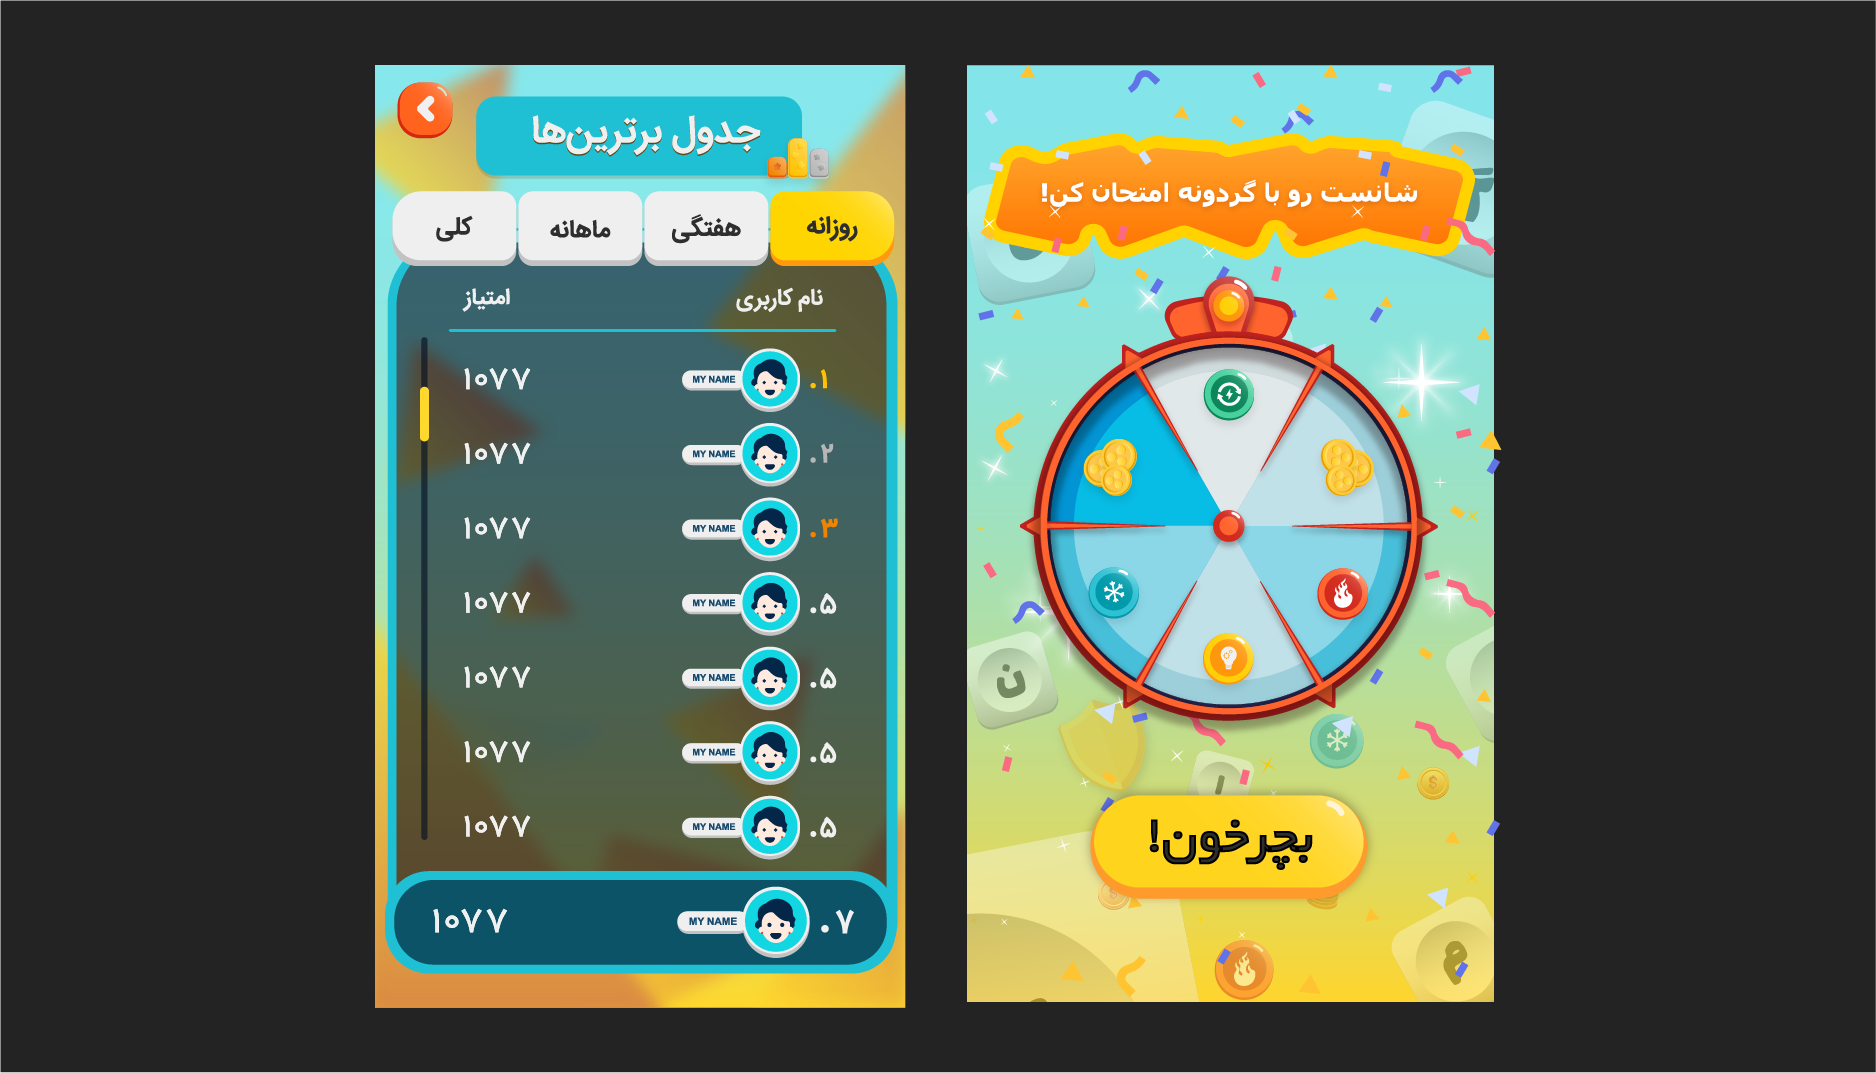 جدول برترین‌ها
روزانه
هفتگی
ماهانه
کلی
نام کاربری
امتیاز
۱. MY NAME ۱۰۷۷
۲. MY NAME ۱۰۷۷
۳. MY NAME ۱۰۷۷
۵. MY NAME ۱۰۷۷
۵. MY NAME ۱۰۷۷
۵. MY NAME ۱۰۷۷
۵. MY NAME ۱۰۷۷
۷. MY NAME ۱۰۷۷
شانست رو با گردونه امتحان کن!
ن
بچرخون!